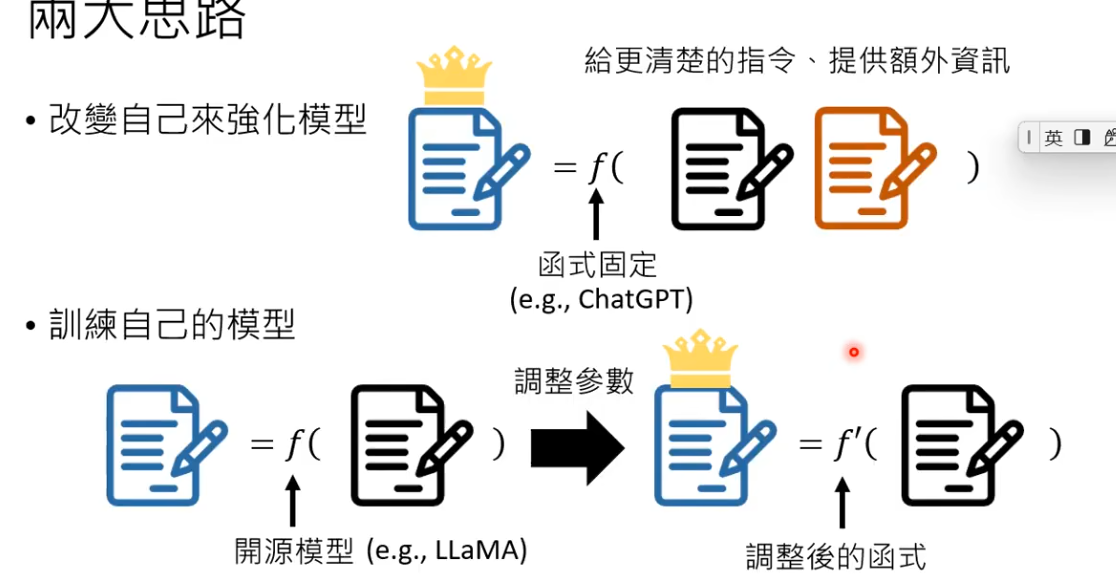 兩大思路
給更清楚的指令、提供額外資訊
• 改變自己來強化模型
= f( )
函式固定
(e.g., ChatGPT)
• 訓練自己的模型
調整參數
= f( ) = f′( )
開源模型 (e.g., LLaMA)
調整後的函式
英